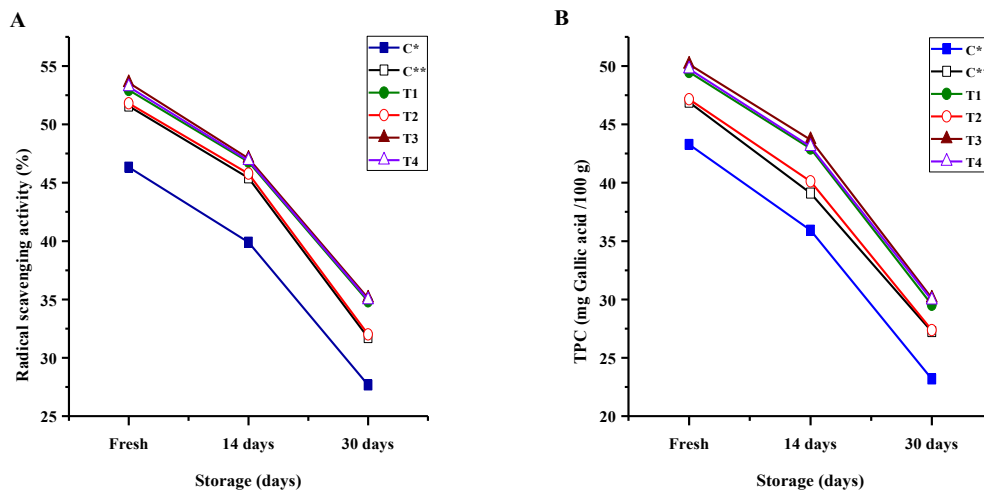 A
C*
C**
T1
T2
T3
T4
55
50
45
40
35
30
25
Radical scavenging activity (%)
Fresh 14 days 30 days
Storage (days)
B
C*
C**
T1
T2
T3
T4
50
45
40
35
30
25
20
TPC (mg Gallic acid /100 g)
Fresh 14 days 30 days
Storage (days)